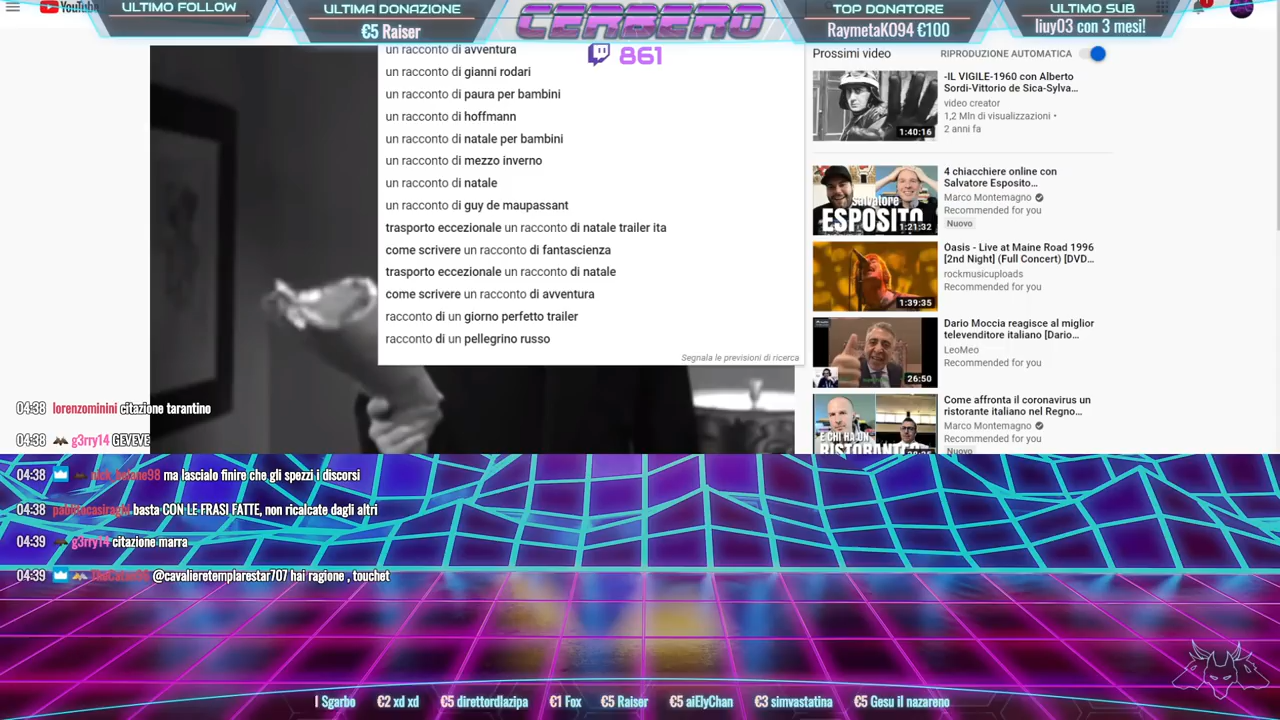 YouTube
ULTIMO FOLLOW
ULTIMA DONAZIONE
€5 Raiser
CERBERO
861
TOP DONATORE
RaymetaKO94 €100
ULTIMO SUB
liuy03 con 3 mesi!
un racconto di avventura
un racconto di gianni rodari
un racconto di paura per bambini
un racconto di hoffmann
un racconto di natale per bambini
un racconto di mezzo inverno
un racconto di natale
un racconto di guy de maupassant
trasporto eccezionale un racconto di natale trailer ita
come scrivere un racconto di fantascienza
trasporto eccezionale un racconto di natale
come scrivere un racconto di avventura
racconto di un giorno perfetto trailer
racconto di un pellegrino russo
Segnala le previsioni di ricerca
Prossimi video
RIPRODUZIONE AUTOMATICA
1:40:16
-IL VIGILE-1960 con Alberto
Sordi-Vittorio de Sica-Sylva...
video creator
1,2 Mln di visualizzazioni •
2 anni fa
salvatore
ESPOSITO
1:21:32
4 chiacchiere online con
Salvatore Esposito...
Marco Montemagno
Recommended for you
Nuovo
1:39:35
Oasis - Live at Maine Road 1996
[2nd Night] (Full Concert) [DVD...
rockmusicuploads
Recommended for you
26:50
Dario Moccia reagisce al miglior
televenditore italiano [Dario...
LeoMeo
Recommended for you
E CHI HA UN
RISTORANTE
Come affronta il coronavirus un
ristorante italiano nel Regno...
Marco Montemagno
Recommended for you
Nuovo
04:38 lorenzominini citazione tarantino
04:38 g3rry14 GEVEVE
04:38 ma lascialo finire che gli spezzi i discorsi
04:38 basta CON LE FRASI FATTE, non ricalcate dagli altri
04:39 g3rry14 citazione marra
04:39 @cavalieretemplarestar707 hai ragione , touchet
Sgarbo
€2 xd xd
€5 direttordlazipa
€1 Fox
€5 Raiser
€5 aiElyChan
€3 simvastatina
€5 Gesu il nazareno